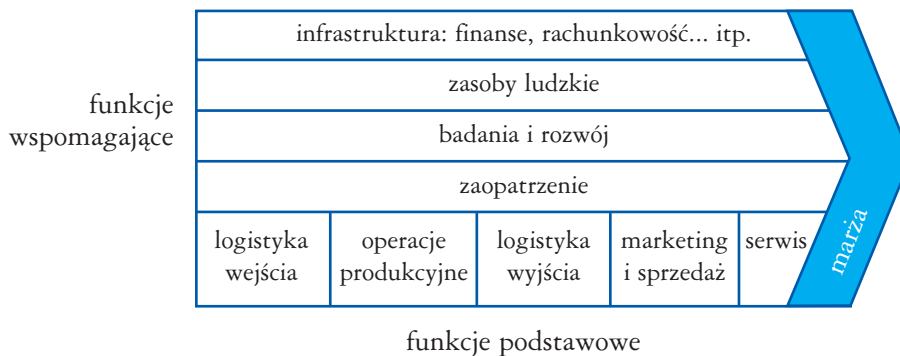 infrastruktura: finanse, rachunkowość... itp.
zasoby ludzkie
funkcje
wspomagające
badania i rozwój
zaopatrzenie
logistyka
wejścia
operacje
produkcyjne
logistyka
wyjścia
marketing
i sprzedaż
serwis
marża
funkcje podstawowe